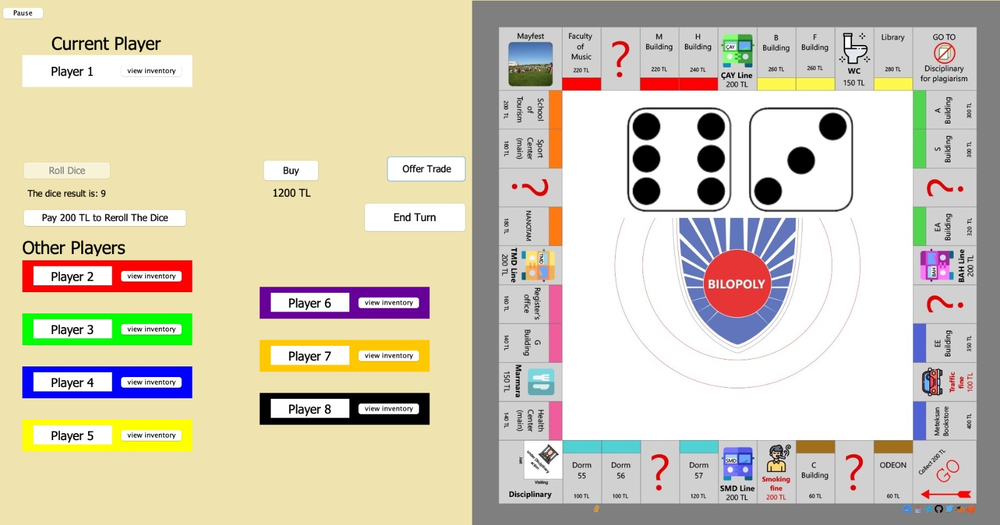 Pause
Current Player
Player 1
view inventory
Roll Dice
The dice result is: 9
Pay 200 TL to Reroll The Dice
Buy
1200 TL
Offer Trade
End Turn
Other Players
Player 2
view inventory
Player 3
view inventory
Player 4
view inventory
Player 5
view inventory
Player 6
view inventory
Player 7
view inventory
Player 8
view inventory
Mayfest
Faculty
of
Music
220 TL
?
M
Building
220 TL
H
Building
240 TL
ÇAY
ÇAY Line
200 TL
B
Building
260 TL
F
Building
260 TL
WC
150 TL
Library
280 TL
GO TO
Disciplinary
for plagiarism
School
of
Tourism
200 TL
Sport
Center
(main)
180 TL
?
NANOTAM
180 TL
TMD
TMD Line
200 TL
Register's
office
160 TL
G
Building
140 TL
Marmara
150 TL
Health
Center
(main)
140 TL
A
Building
300 TL
S
Building
300 TL
?
EA
Building
320 TL
BAH
BAH Line
200 TL
?
EE
Building
350 TL
Traffic
fine
100 TL
Meteksan
Bookstore
400 TL
BILOPOLY
under Disciplinary
action
Just
Visiting
Disciplinary
Dorm
55
100 TL
Dorm
56
100 TL
?
Dorm
57
120 TL
SMD
SMD Line
200 TL
Smoking
fine
200 TL
C
Building
60 TL
?
ODEON
60 TL
Collect 200 TL
GO